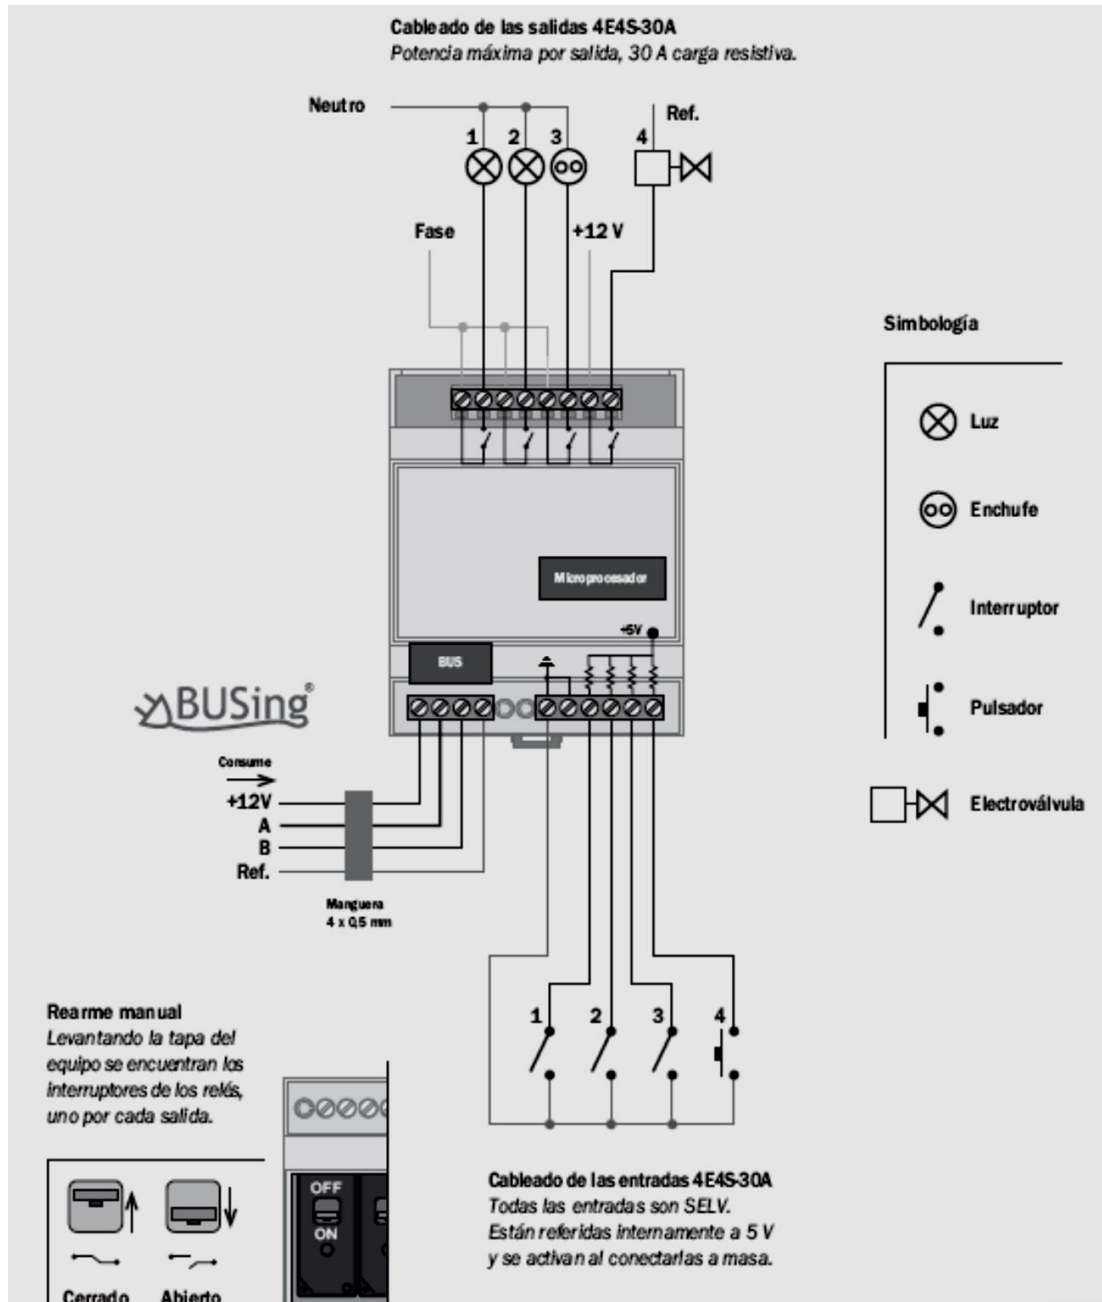 Cableado de las salidas 4E4S-30A
Potencia máxima por salida, 30 A carga resistiva.
Neutro
Ref.
1
2
3
4
Fase
+12 V
Simbología
Luz
Enchufe
Interruptor
Pulsador
Electroválvula
Microprocesador
+5V
BUS
BUSing®
Consume
+12V
A
B
Ref.
Manguera
4 x 0,5 mm
1
2
3
4
Rearme manual
Levantando la tapa del
equipo se encuentran los
interruptores de los relés,
uno por cada salida.
OFF
ON
Cerrado
Abierto
Cableado de las entradas 4E4S-30A
Todas las entradas son SELV.
Están referidas internamente a 5 V
y se activan al conectarlas a masa.